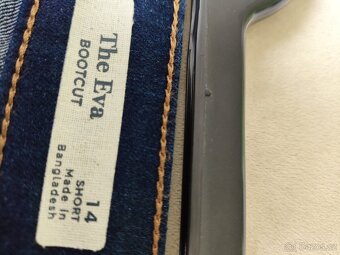 The Eva
BOOTCUT
14
SHORT
Made in
Bangladesh